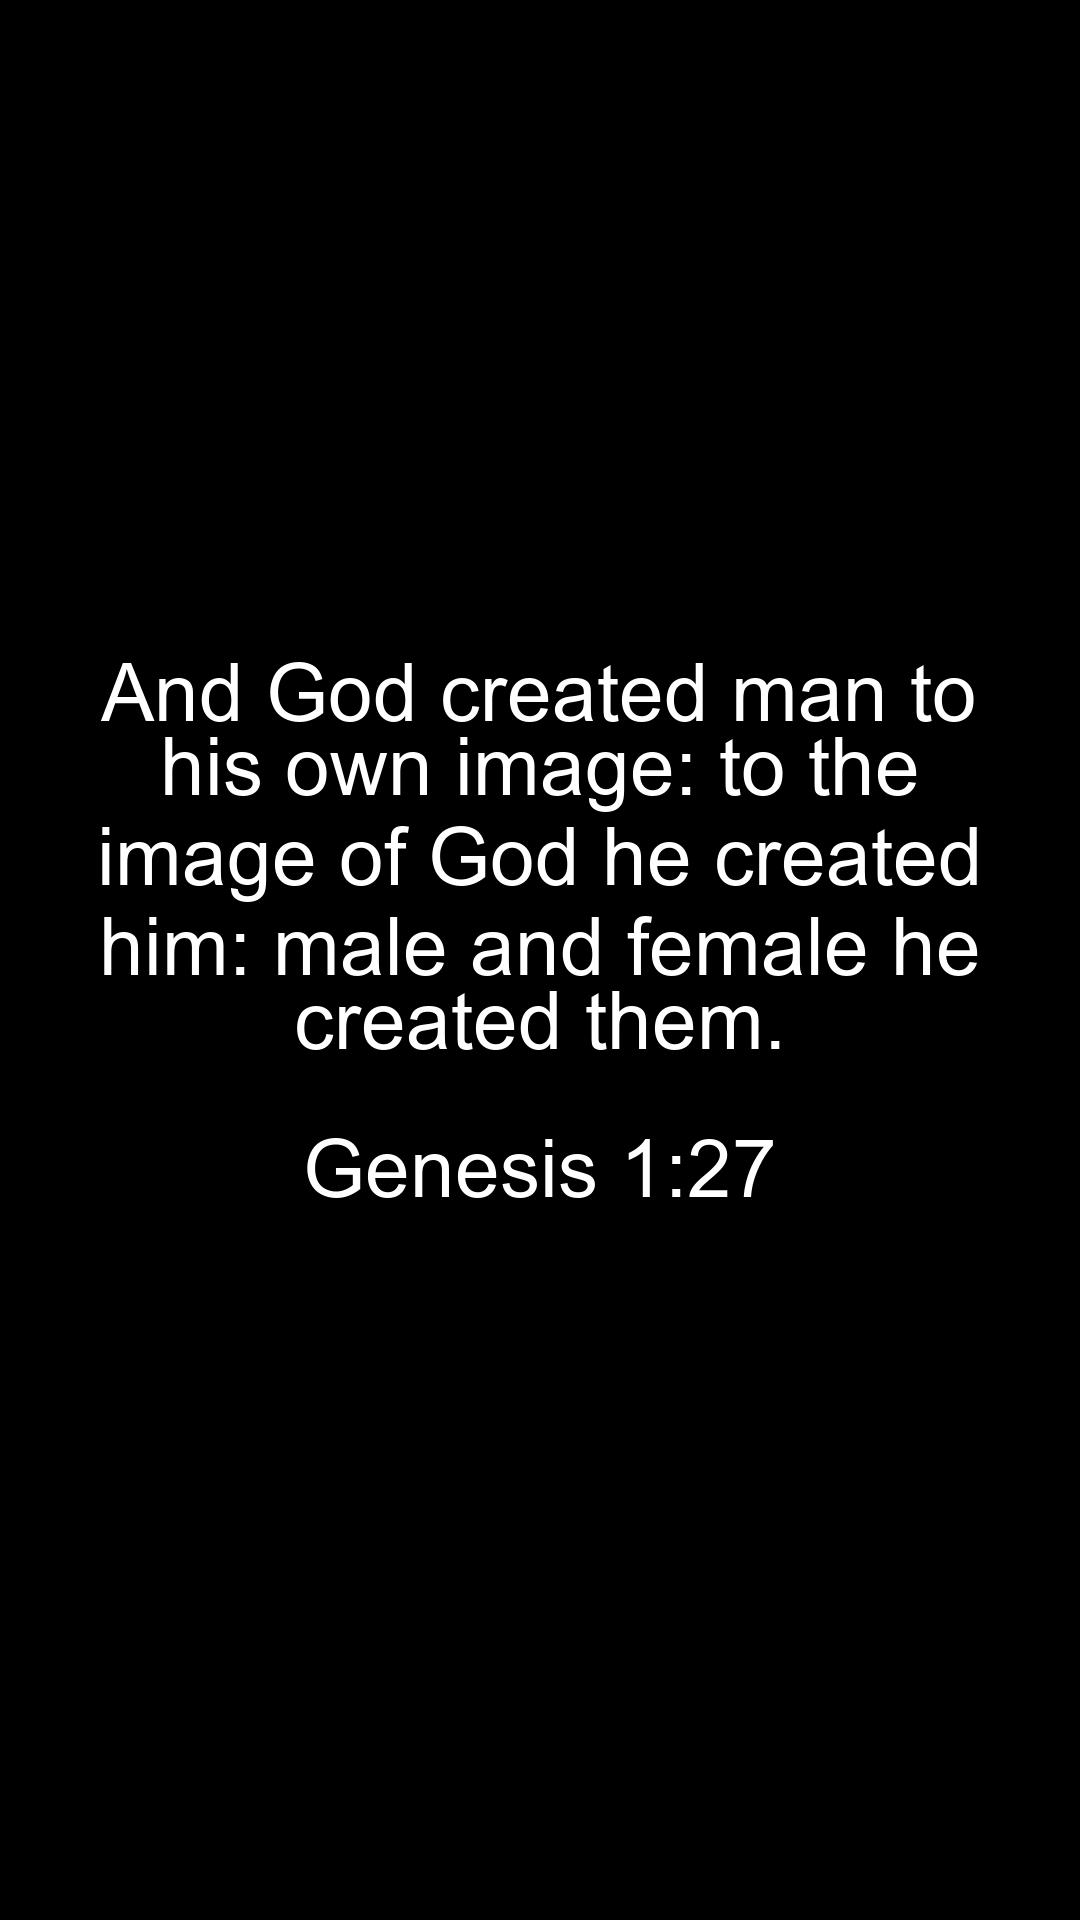 And God created man to
his own image: to the
image of God he created
him: male and female he
created them.
Genesis 1:27